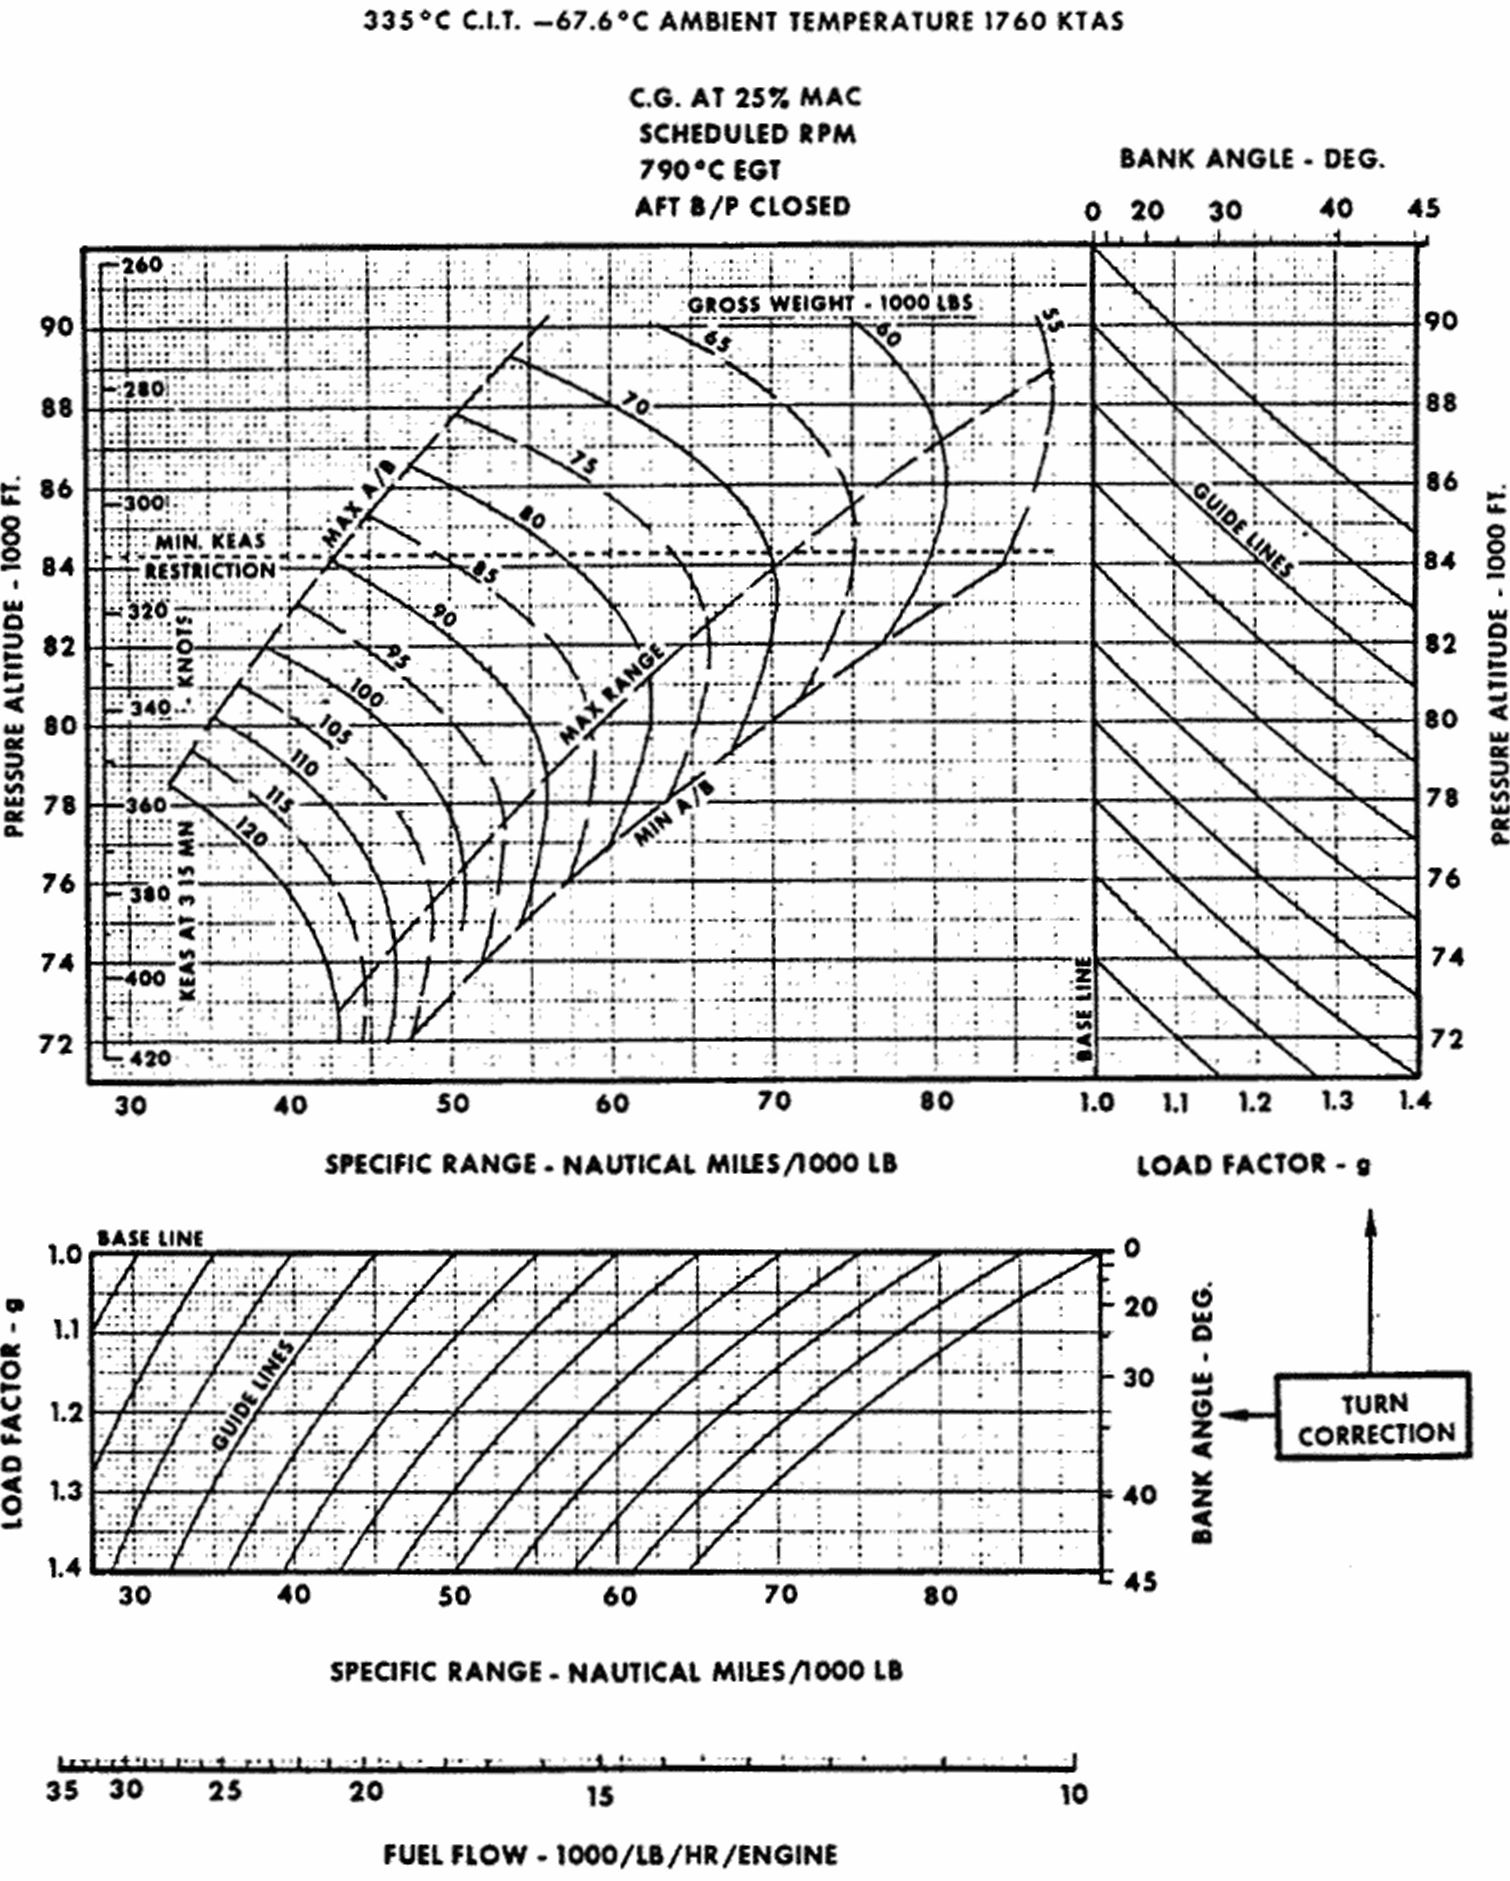 335°C C.I.T. —67.6°C AMBIENT TEMPERATURE 1760 KTAS
C.G. AT 25% MAC
SCHEDULED RPM
790°C EGT
AFT B/P CLOSED
BANK ANGLE - DEG.
0 20 30 40 45
260
280
300
320
340
360
380
400
420
KEAS AT 3.15 MN - KNOTS
PRESSURE ALTITUDE - 1000 FT.
90
88
86
84
82
80
78
76
74
72
GROSS WEIGHT - 1000 LBS
55
60
65
70
75
80
85
90
95
100
105
110
115
120
MAX A/B
MIN. KEAS
RESTRICTION
MAX RANGE
MIN A/B
GUIDE LINES
BASE LINE
90
88
86
84
82
80
78
76
74
72
PRESSURE ALTITUDE - 1000 FT.
30 40 50 60 70 80 1.0 1.1 1.2 1.3 1.4
SPECIFIC RANGE - NAUTICAL MILES/1000 LB
LOAD FACTOR - g
BASE LINE
LOAD FACTOR - g
1.0
1.1
1.2
1.3
1.4
GUIDE LINES
0
20
30
40
45
BANK ANGLE - DEG.
TURN
CORRECTION
30 40 50 60 70 80
SPECIFIC RANGE - NAUTICAL MILES/1000 LB
35 30 25 20 15 10
FUEL FLOW - 1000/LB/HR/ENGINE